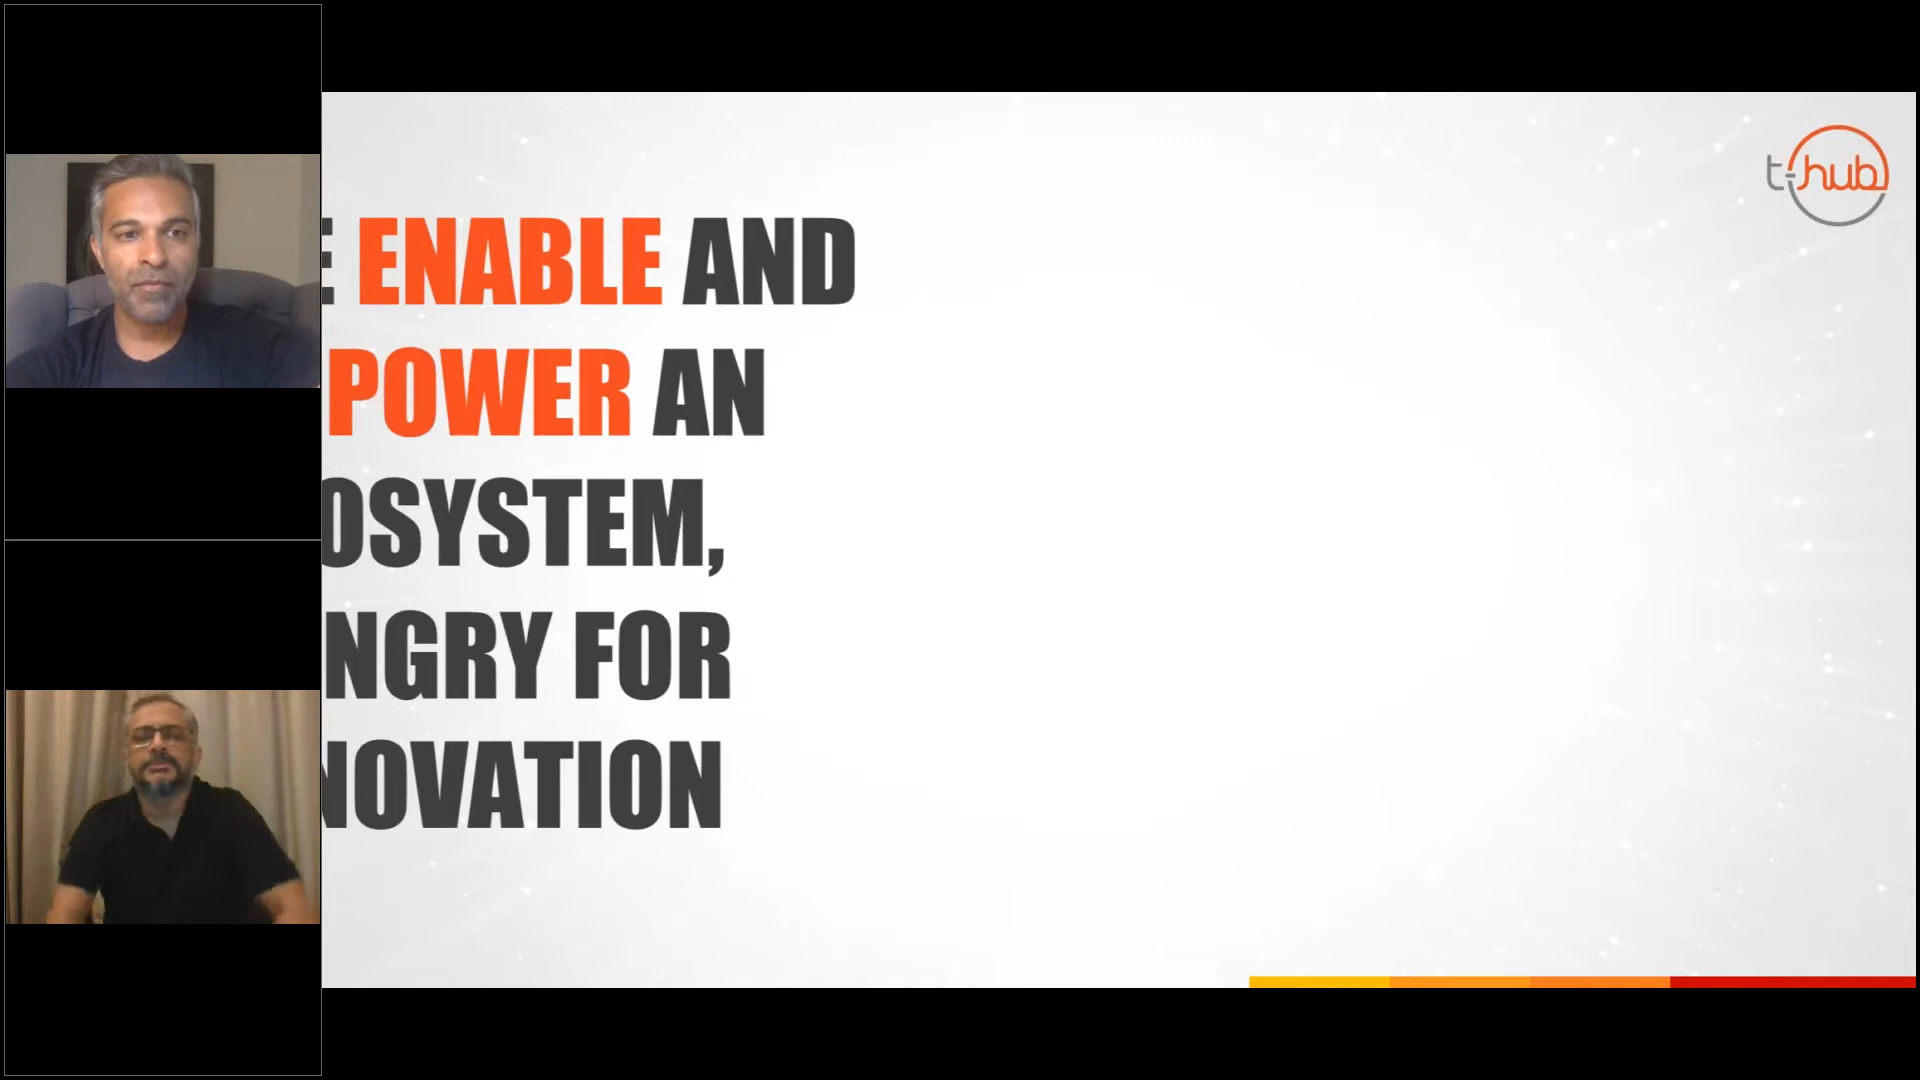 t-hub
E ENABLE AND
POWER AN
OSYSTEM,
NGRY FOR
NOVATION